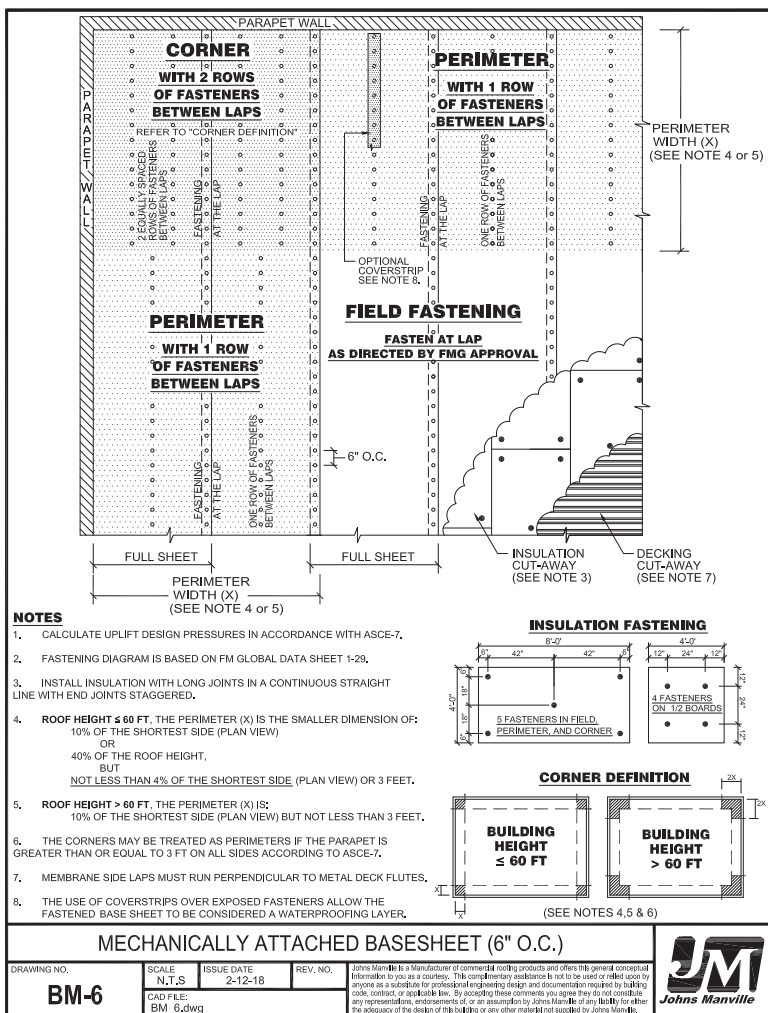 PARAPET WALL
PARAPET WALL
CORNER
WITH 2 ROWS
OF FASTENERS
BETWEEN LAPS
REFER TO "CORNER DEFINITION"
2 EQUALLY SPACED
ROWS OF FASTENERS
BETWEEN LAPS
FASTENING
AT THE LAP
PERIMETER
WITH 1 ROW
OF FASTENERS
BETWEEN LAPS
FASTENING
AT THE LAP
ONE ROW OF FASTENERS
BETWEEN LAPS
PERIMETER
WIDTH (X)
(SEE NOTE 4 or 5)
OPTIONAL
COVERSTRIP
SEE NOTE 8.
PERIMETER
WITH 1 ROW
OF FASTENERS
BETWEEN LAPS
FIELD FASTENING
FASTEN AT LAP
AS DIRECTED BY FMG APPROVAL
FASTENING
AT THE LAP
ONE ROW OF FASTENERS
BETWEEN LAPS
6" O.C.
FULL SHEET
FULL SHEET
INSULATION
CUT-AWAY
(SEE NOTE 3)
DECKING
CUT-AWAY
(SEE NOTE 7)
PERIMETER
WIDTH (X)
(SEE NOTE 4 or 5)
NOTES
1. CALCULATE UPLIFT DESIGN PRESSURES IN ACCORDANCE WITH ASCE-7.
2. FASTENING DIAGRAM IS BASED ON FM GLOBAL DATA SHEET 1-29.
3. INSTALL INSULATION WITH LONG JOINTS IN A CONTINUOUS STRAIGHT
LINE WITH END JOINTS STAGGERED.
4. ROOF HEIGHT ≤ 60 FT, THE PERIMETER (X) IS THE SMALLER DIMENSION OF:
10% OF THE SHORTEST SIDE (PLAN VIEW)
OR
40% OF THE ROOF HEIGHT,
BUT
NOT LESS THAN 4% OF THE SHORTEST SIDE (PLAN VIEW) OR 3 FEET.
5. ROOF HEIGHT > 60 FT, THE PERIMETER (X) IS:
10% OF THE SHORTEST SIDE (PLAN VIEW) BUT NOT LESS THAN 3 FEET.
6. THE CORNERS MAY BE TREATED AS PERIMETERS IF THE PARAPET IS
GREATER THAN OR EQUAL TO 3 FT ON ALL SIDES ACCORDING TO ASCE-7.
7. MEMBRANE SIDE LAPS MUST RUN PERPENDICULAR TO METAL DECK FLUTES.
8. THE USE OF COVERSTRIPS OVER EXPOSED FASTENERS ALLOW THE
FASTENED BASE SHEET TO BE CONSIDERED A WATERPROOFING LAYER.
INSULATION FASTENING
8'-0'
6" 42" 42" 6"
4'-0"
6"
18"
18"
6"
5 FASTENERS IN FIELD,
PERIMETER, AND CORNER
4'-0"
12" 24" 12"
12"
24"
12"
4 FASTENERS
ON 1/2 BOARDS
CORNER DEFINITION
2X
2X
BUILDING
HEIGHT
≤ 60 FT
X
X
BUILDING
HEIGHT
> 60 FT
(SEE NOTES 4,5 & 6)
MECHANICALLY ATTACHED BASESHEET (6" O.C.)
DRAWING NO.
BM-6
SCALE
N.T.S
ISSUE DATE
2-12-18
REV. NO.
CAD FILE:
BM 6.dwg
Johns Manville is a Manufacturer of commercial roofing products and offers this general conceptual
information to you as a courtesy. This complimentary assistance is not to be used or relied upon by
anyone as a substitute for professional engineering design and documentation required by building
code, contract, or applicable law. By accepting these comments you agree they do not constitute
any representations, endorsements of, or an assumption by Johns Manville of any liability for either
the adequacy of the design of this building or any other material not supplied by Johns Manville.
JM
Johns Manville